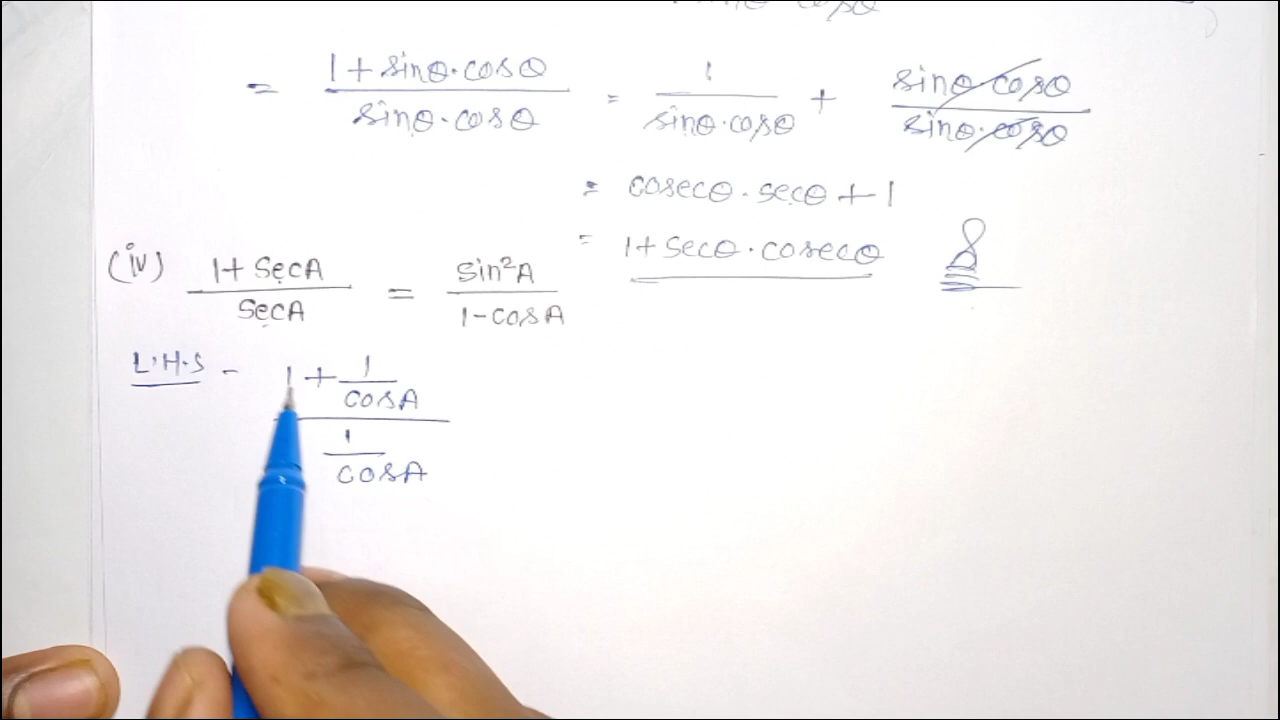 = 1 + sinθ·cosθ / sinθ·cosθ = 1 / sinθ·cosθ + sinθ cosθ / sinθ·cosθ
= cosecθ · secθ + 1
= 1 + secθ · cosecθ
(iv) 1 + SecA / SecA = sin²A / 1 - cosA
L.H.S - 1 + 1 / cosA / 1 / cosA